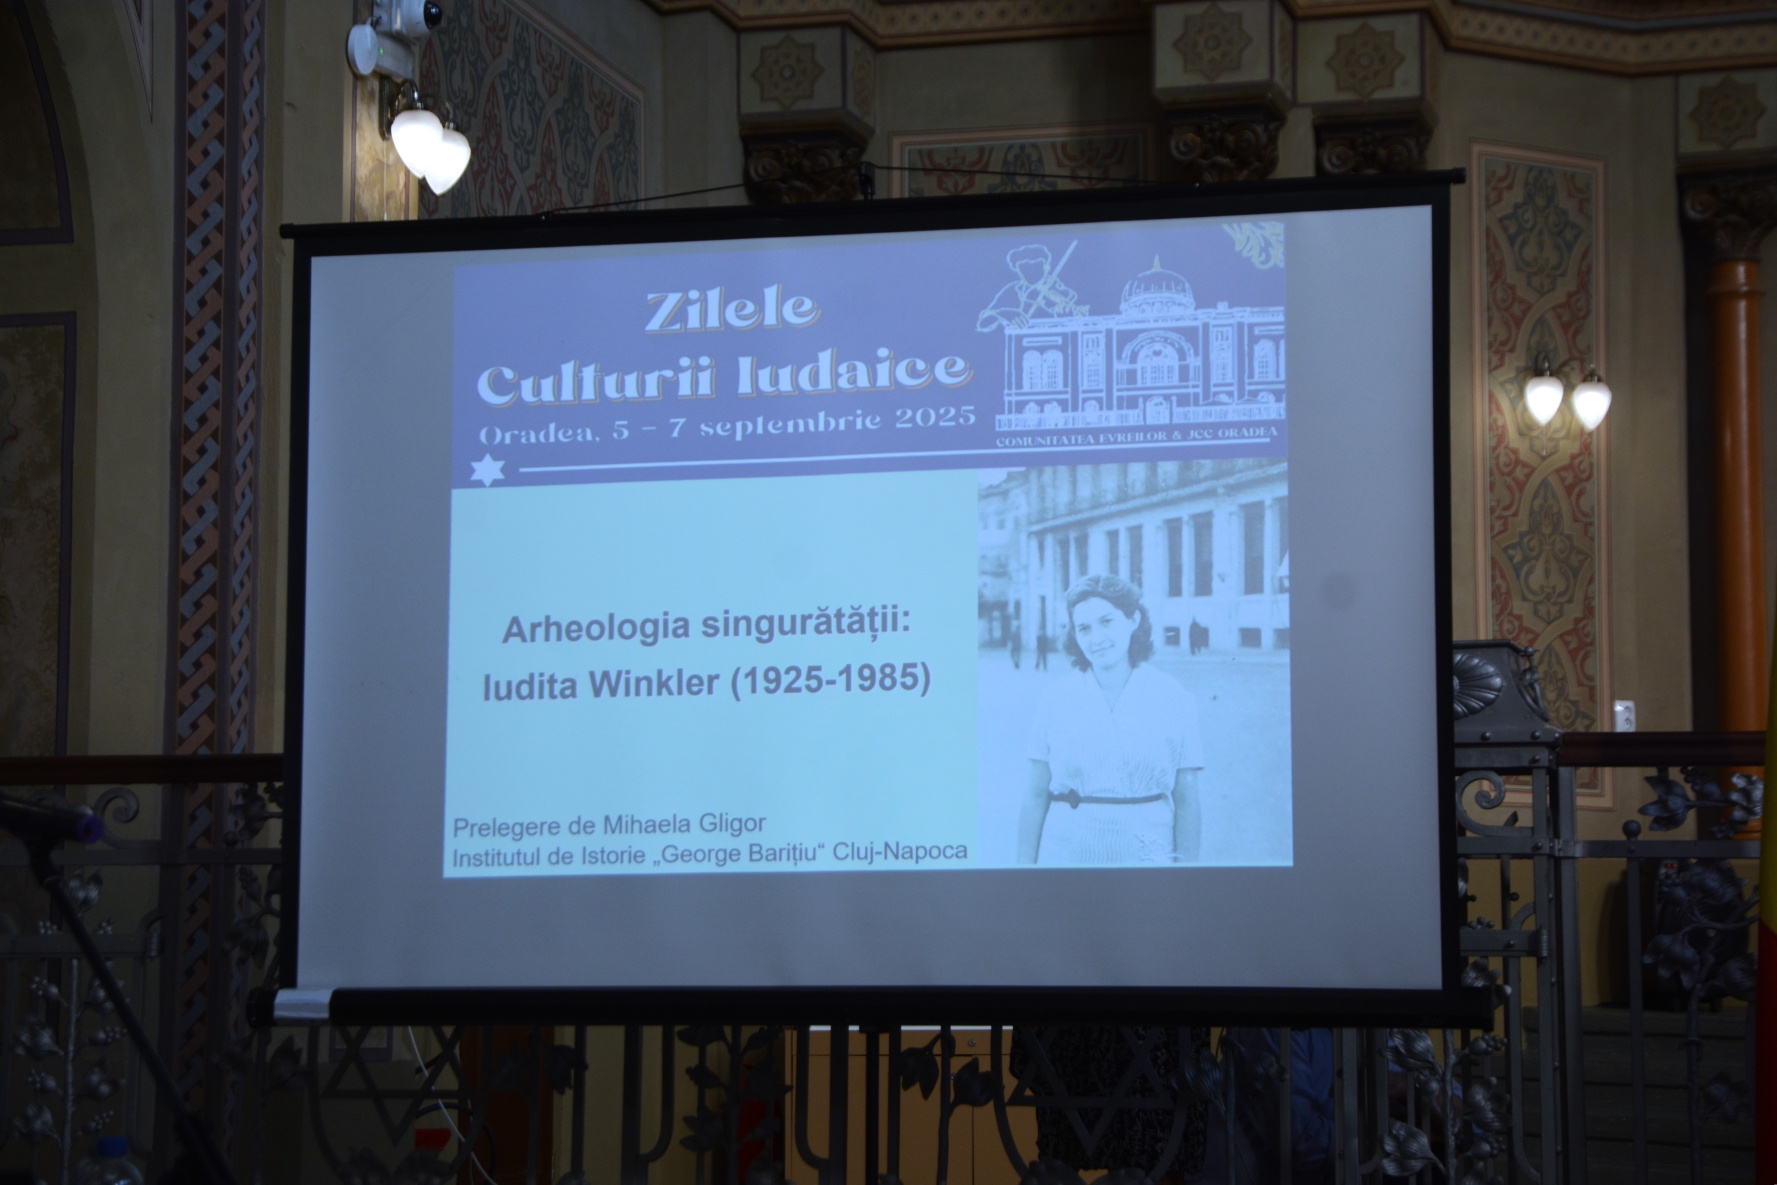 Zilele
Culturii Iudaice
Oradea, 5 – 7 septembrie 2025
COMUNITATEA EVREILOR & JCC ORADEA
Arheologia singurătății:
Iudita Winkler (1925-1985)
Prelegere de Mihaela Gligor
Institutul de Istorie „George Barițiu“ Cluj-Napoca